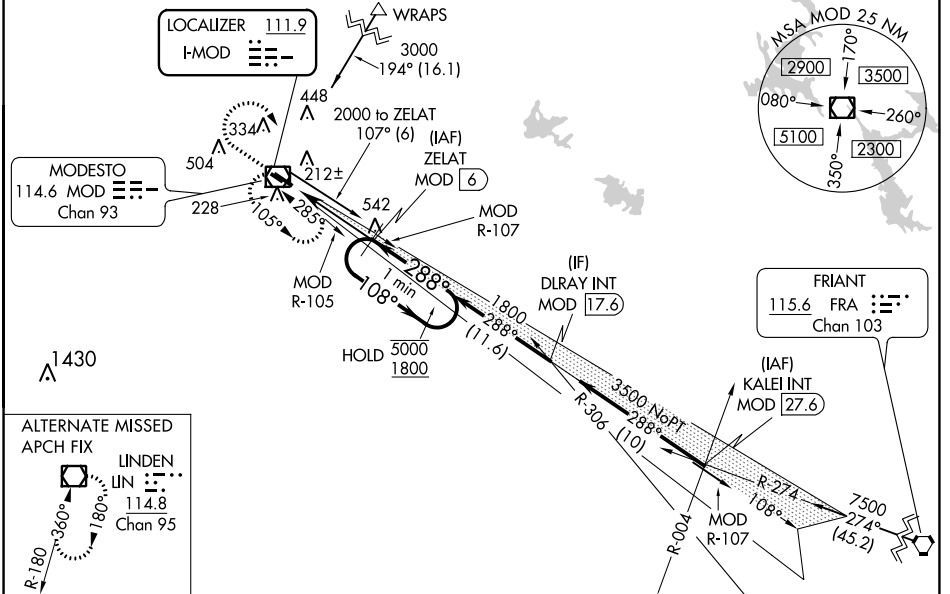 LOCALIZER 111.9
I-MOD
WRAPS
3000
194° (16.1)
MSA MOD 25 NM
170°
2900
3500
080°
260°
5100
2300
350°
448
334
504
2000 to ZELAT
107° (6)
(IAF)
ZELAT
MOD 6
212±
MODESTO
114.6 MOD
Chan 93
228
542
105°
285°
MOD
R-107
MOD
R-105
288°
1 min
108°
HOLD 5000
1800
(IF)
DLRAY INT
MOD 17.6
1800
288°
(11.6)
FRIANT
115.6 FRA
Chan 103
(IAF)
KALEI INT
MOD 27.6
3500 NoPT
288°
(10)
R-306
1430
R-274
7500
274°
(45.2)
108°
MOD
R-107
R-004
ALTERNATE MISSED
APCH FIX
LINDEN
LIN
114.8
Chan 95
360°
180°
R-180